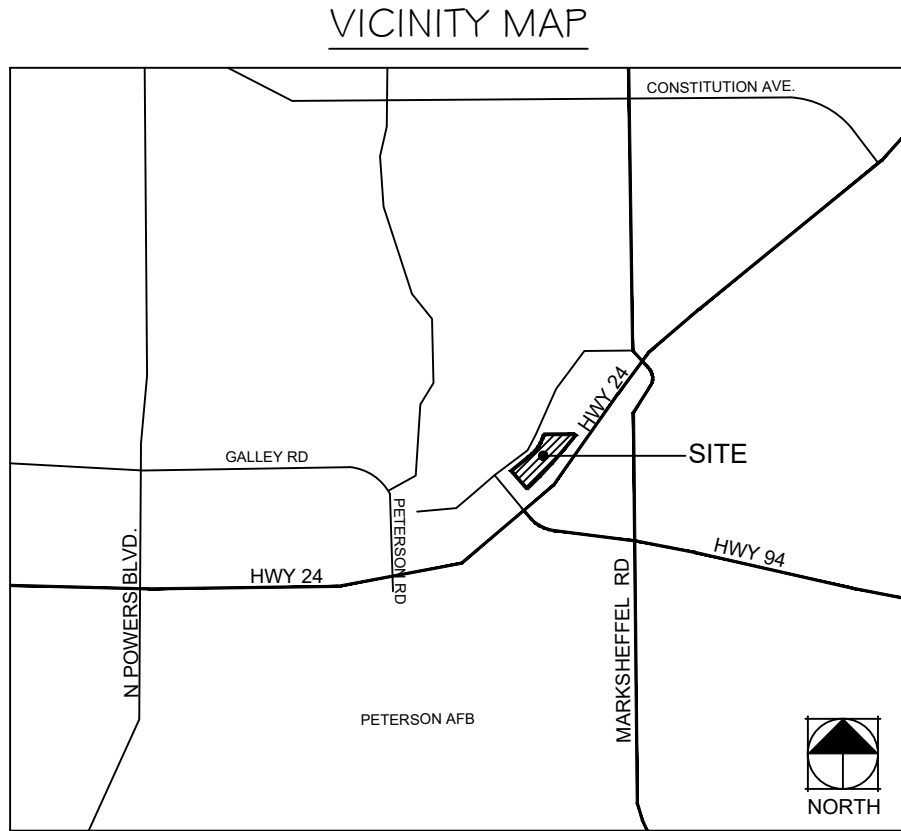 VICINITY MAP
CONSTITUTION AVE.
HWY 24
SITE
GALLEY RD
PETERSON RD
N POWERS BLVD.
HWY 24
HWY 94
MARKSHEFFEL RD
PETERSON AFB
NORTH